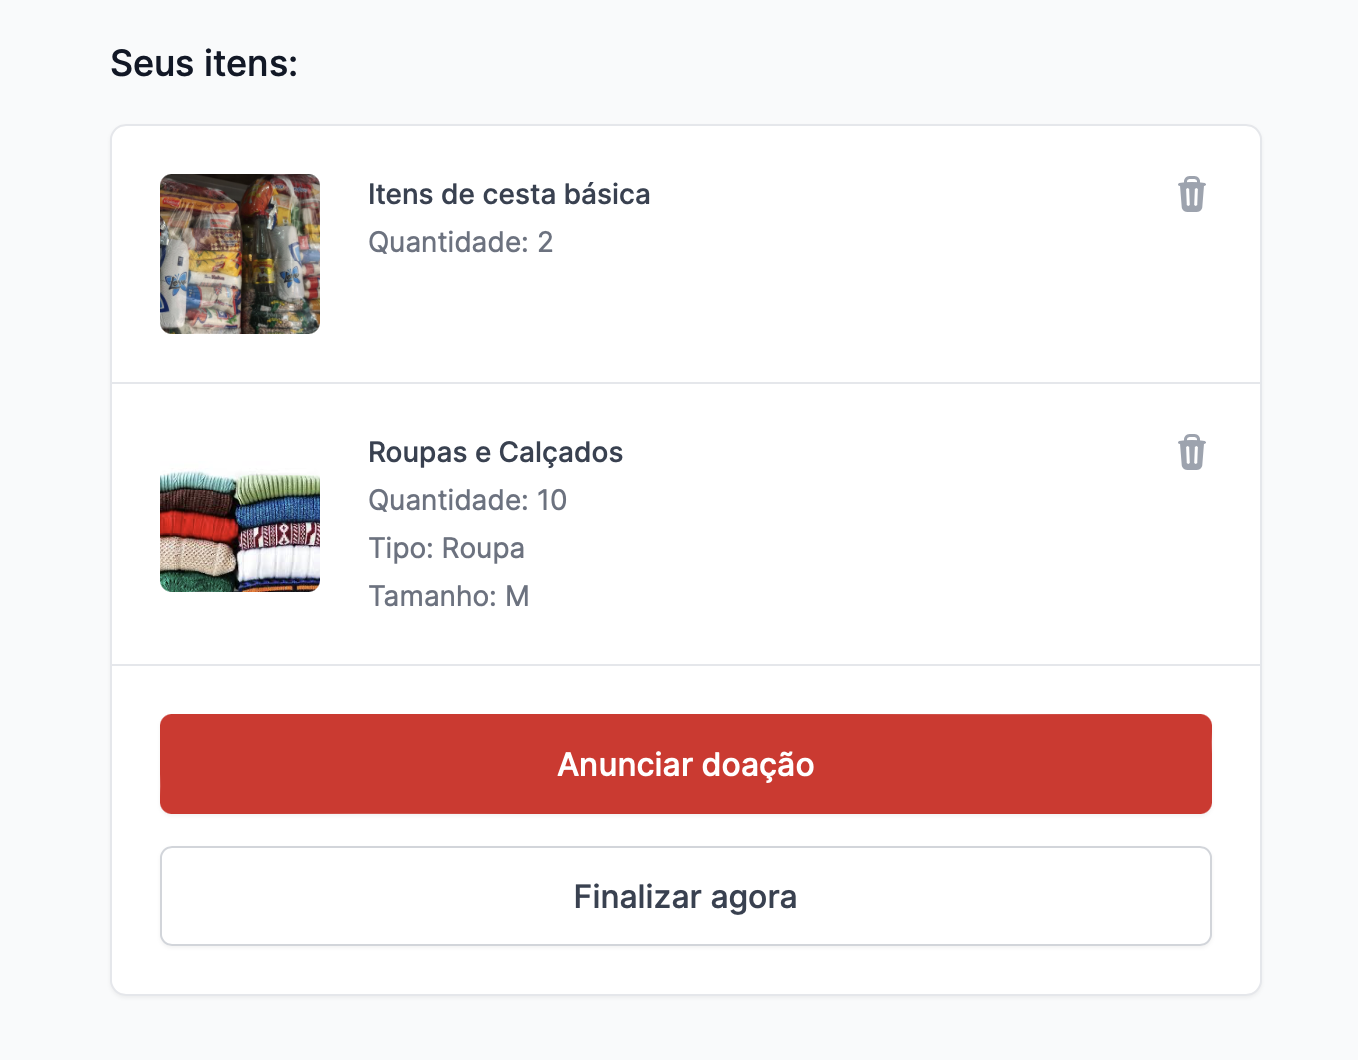 Seus itens:
Itens de cesta básica
Quantidade: 2
Roupas e Calçados
Quantidade: 10
Tipo: Roupa
Tamanho: M
Anunciar doação
Finalizar agora